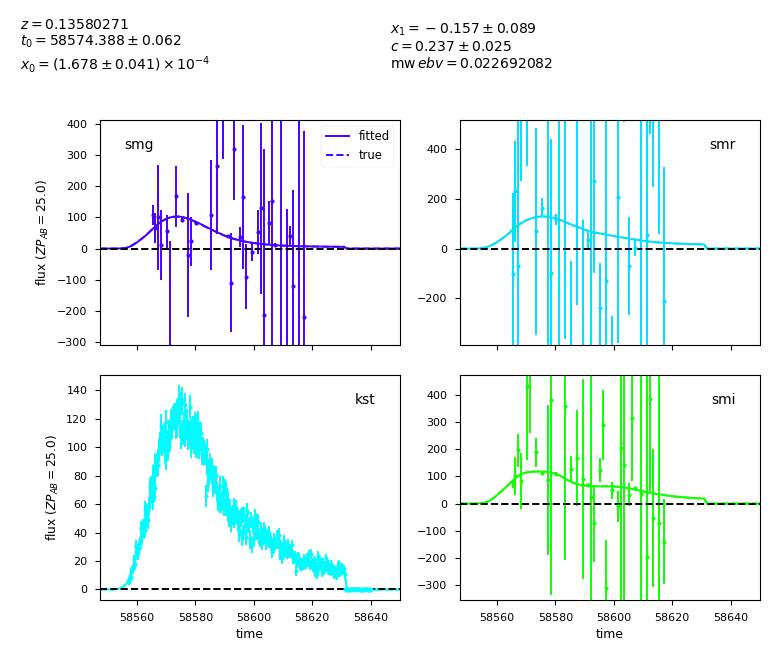 z = 0.13580271
t₀ = 58574.388 ± 0.062
x₀ = (1.678 ± 0.041) × 10⁻⁴
x₁ = −0.157 ± 0.089
c = 0.237 ± 0.025
mw ebv = 0.022692082
smg
fitted
true
flux (ZP_AB = 25.0)
400
300
200
100
0
−100
−200
−300
smr
400
200
0
−200
kst
flux (ZP_AB = 25.0)
140
120
100
80
60
40
20
0
58560 58580 58600 58620 58640
time
smi
400
300
200
100
0
−100
−200
−300
58560 58580 58600 58620 58640
time